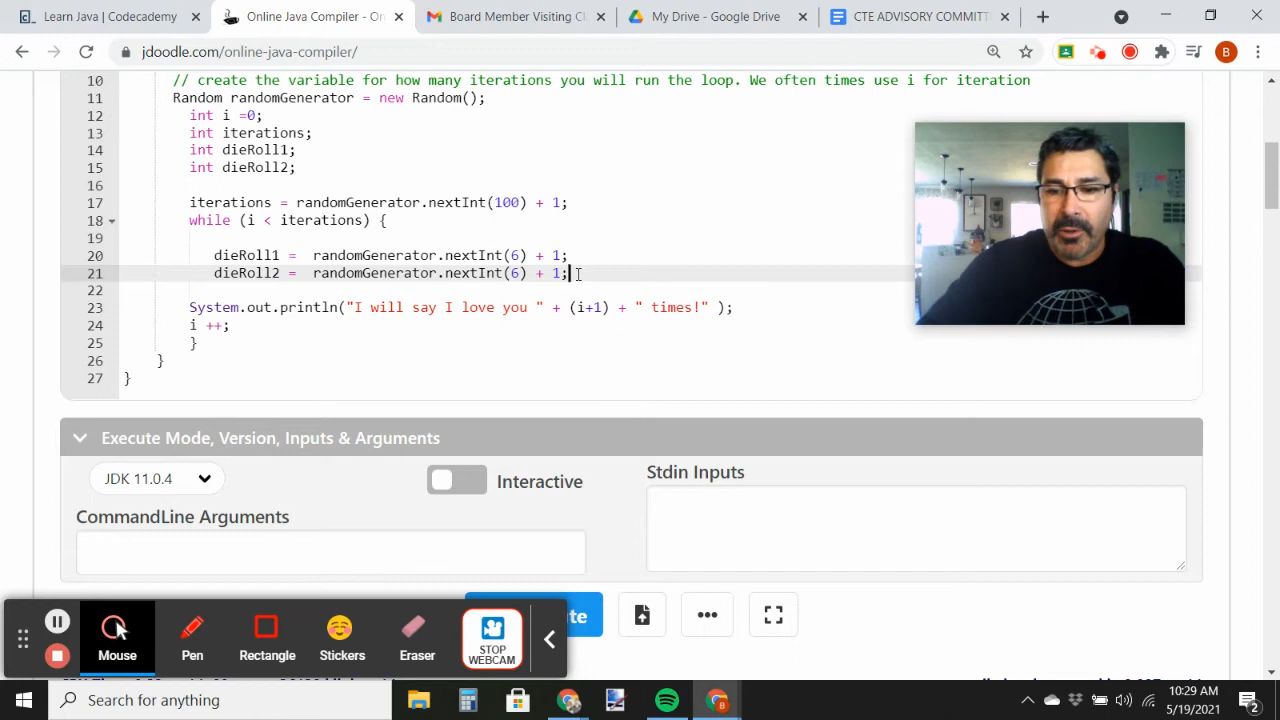 Learn Java | Codecademy
Online Java Compiler - On
Board Member Visiting Cl
My Drive - Google Drive
CTE ADVISORY COMMITT
jdoodle.com/online-java-compiler/
B
10 // create the variable for how many iterations you will run the loop. We often times use i for iteration
11 Random randomGenerator = new Random();
12 int i =0;
13 int iterations;
14 int dieRoll1;
15 int dieRoll2;
16
17 iterations = randomGenerator.nextInt(100) + 1;
18 while (i < iterations) {
19
20 dieRoll1 = randomGenerator.nextInt(6) + 1;
21 dieRoll2 = randomGenerator.nextInt(6) + 1;
22
23 System.out.println("I will say I love you " + (i+1) + " times!" );
24 i ++;
25 }
26 }
27 }
Execute Mode, Version, Inputs & Arguments
JDK 11.0.4
Interactive
Stdin Inputs
CommandLine Arguments
te
Mouse
Pen
Rectangle
Stickers
Eraser
STOP
WEBCAM
Search for anything
10:29 AM
5/19/2021
2